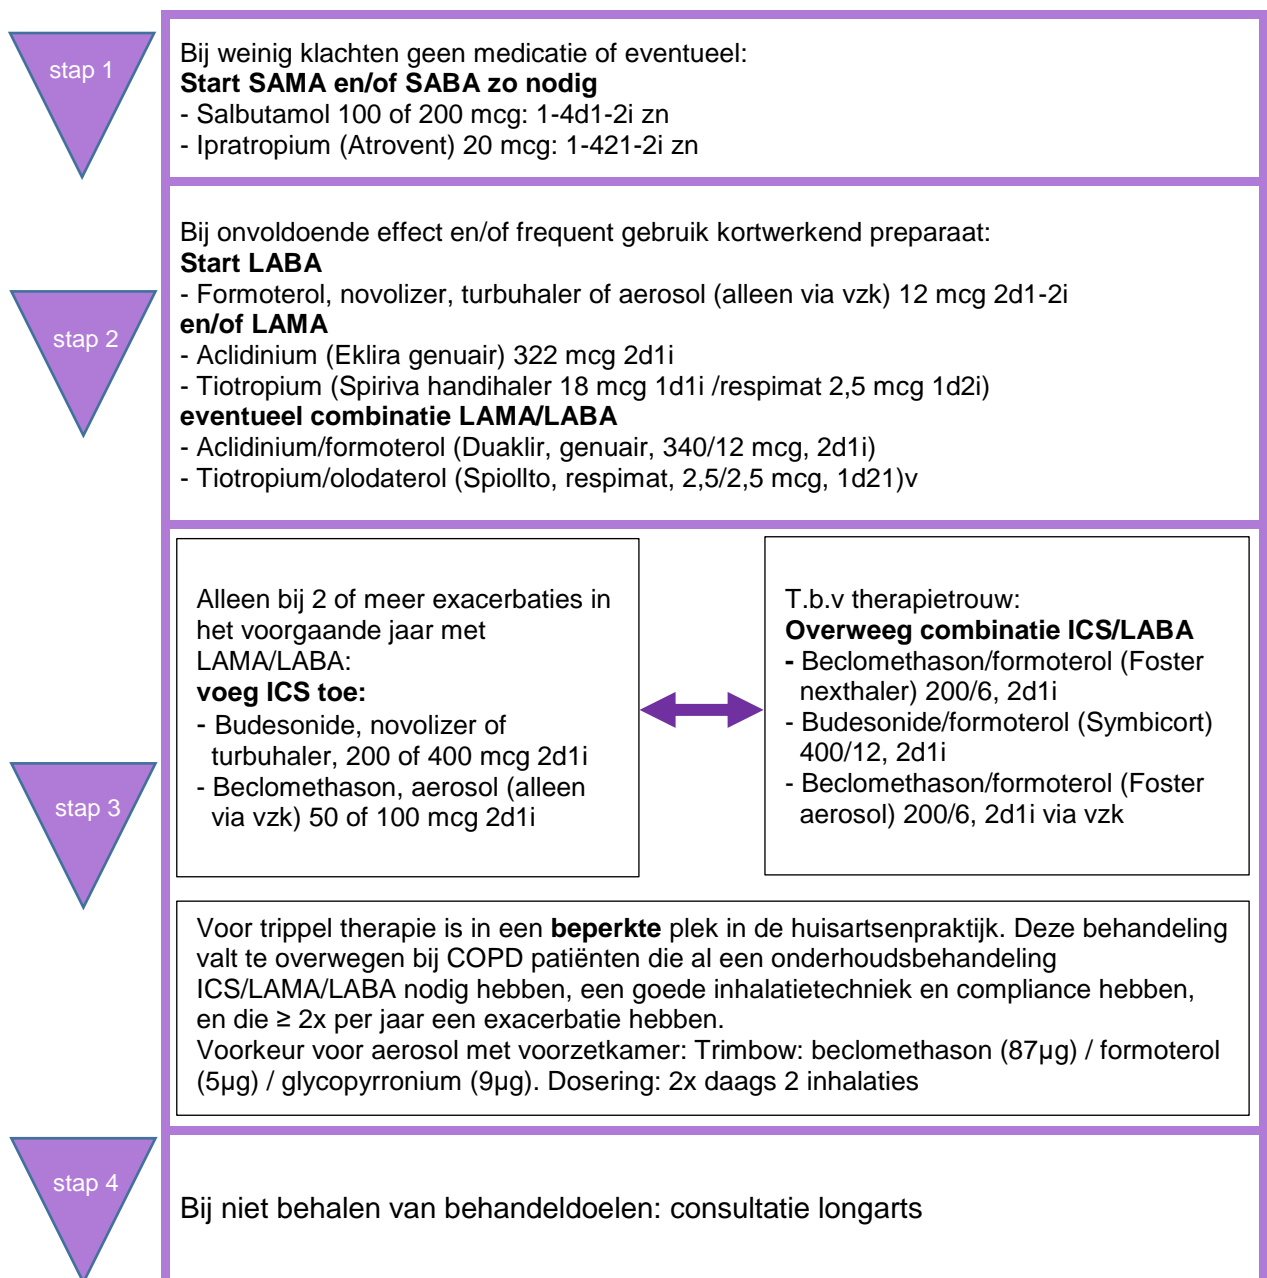 stap 1
Bij weinig klachten geen medicatie of eventueel:
Start SAMA en/of SABA zo nodig
- Salbutamol 100 of 200 mcg: 1-4d1-2i zn
- Ipratropium (Atrovent) 20 mcg: 1-421-2i zn
stap 2
Bij onvoldoende effect en/of frequent gebruik kortwerkend preparaat:
Start LABA
- Formoterol, novolizer, turbuhaler of aerosol (alleen via vzk) 12 mcg 2d1-2i
en/of LAMA
- Aclidinium (Eklira genuair) 322 mcg 2d1i
- Tiotropium (Spiriva handihaler 18 mcg 1d1i /respimat 2,5 mcg 1d2i)
eventueel combinatie LAMA/LABA
- Aclidinium/formoterol (Duaklir, genuair, 340/12 mcg, 2d1i)
- Tiotropium/olodaterol (Spiollto, respimat, 2,5/2,5 mcg, 1d21)v
stap 3
Alleen bij 2 of meer exacerbaties in
het voorgaande jaar met
LAMA/LABA:
voeg ICS toe:
- Budesonide, novolizer of
turbuhaler, 200 of 400 mcg 2d1i
- Beclomethason, aerosol (alleen
via vzk) 50 of 100 mcg 2d1i
T.b.v therapietrouw:
Overweeg combinatie ICS/LABA
- Beclomethason/formoterol (Foster
nexthaler) 200/6, 2d1i
- Budesonide/formoterol (Symbicort)
400/12, 2d1i
- Beclomethason/formoterol (Foster
aerosol) 200/6, 2d1i via vzk
Voor trippel therapie is in een beperkte plek in de huisartsenpraktijk. Deze behandeling
valt te overwegen bij COPD patiënten die al een onderhoudsbehandeling
ICS/LAMA/LABA nodig hebben, een goede inhalatietechniek en compliance hebben,
en die ≥ 2x per jaar een exacerbatie hebben.
Voorkeur voor aerosol met voorzetkamer: Trimbow: beclomethason (87µg) / formoterol
(5µg) / glycopyrronium (9µg). Dosering: 2x daags 2 inhalaties
stap 4
Bij niet behalen van behandeldoelen: consultatie longarts